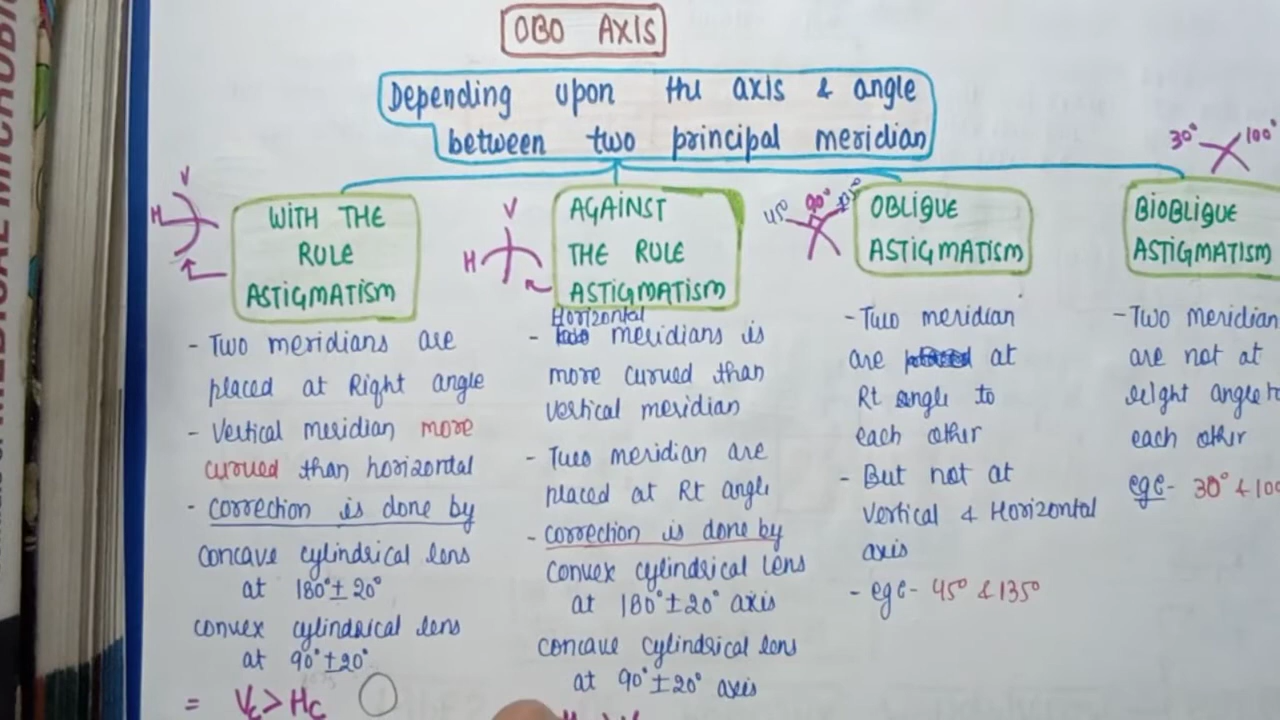 OBO AXIS
Depending upon the axis & angle
between two principal meridian
30° 100°
V
H
WITH THE
RULE
ASTIGMATISM
- Two meridians are
placed at Right angle
- Vertical meridian more
curved than horizontal
- correction is done by
concave cylindrical lens
at 180°±20°
convex cylindrical lens
at 90°±20°
= Vc > Hc
V
H
AGAINST
THE RULE
ASTIGMATISM
Horizontal
- meridians is
more curved than
vertical meridian
- Two meridian are
placed at Rt angle
- correction is done by
Convex cylindrical lens
at 180°±20° axis
concave cylindrical lens
at 90°±20° axis
45° 90°
OBLIQUE
ASTIGMATISM
- Two meridian
are at
Rt angle to
each other
- But not at
Vertical & Horizontal
axis
- eg:- 45° & 135°
BIOBLIQUE
ASTIGMATISM
- Two meridian
are not at
right angle to
each other
eg:- 30° & 100